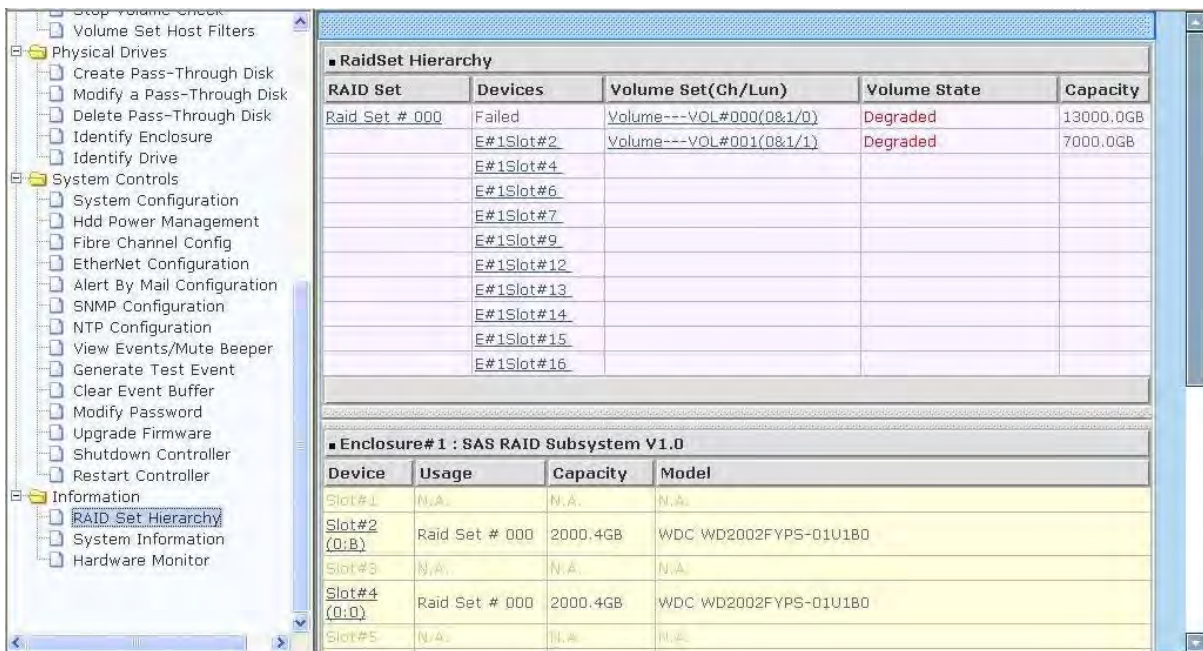 Stop Volume Check
Volume Set Host Filters
Physical Drives
Create Pass-Through Disk
Modify a Pass-Through Disk
Delete Pass-Through Disk
Identify Enclosure
Identify Drive
System Controls
System Configuration
Hdd Power Management
Fibre Channel Config
EtherNet Configuration
Alert By Mail Configuration
SNMP Configuration
NTP Configuration
View Events/Mute Beeper
Generate Test Event
Clear Event Buffer
Modify Password
Upgrade Firmware
Shutdown Controller
Restart Controller
Information
RAID Set Hierarchy
System Information
Hardware Monitor
RaidSet Hierarchy
RAID Set Devices Volume Set(Ch/Lun) Volume State Capacity
Raid Set # 000 Failed Volume---VOL#000(0&1/0) Degraded 13000.0GB
E#1Slot#2 Volume---VOL#001(0&1/1) Degraded 7000.0GB
E#1Slot#4
E#1Slot#6
E#1Slot#7
E#1Slot#9
E#1Slot#12
E#1Slot#13
E#1Slot#14
E#1Slot#15
E#1Slot#16
Enclosure#1 : SAS RAID Subsystem V1.0
Device Usage Capacity Model
Slot#1 N.A. N.A. N.A.
Slot#2 (0:B) Raid Set # 000 2000.4GB WDC WD2002FYPS-01U1B0
Slot#3 N.A. N.A. N.A.
Slot#4 (0:0) Raid Set # 000 2000.4GB WDC WD2002FYPS-01U1B0
Slot#5 N.A. N.A. N.A.